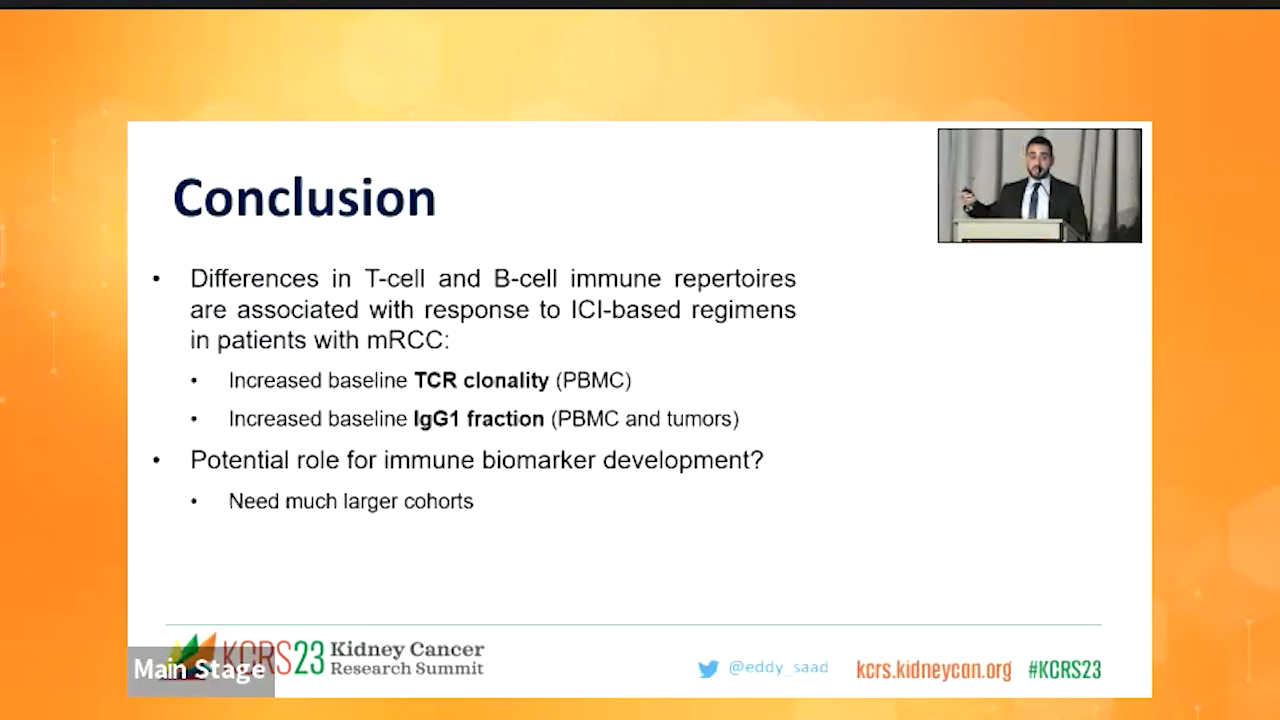 Conclusion
• Differences in T-cell and B-cell immune repertoires
are associated with response to ICI-based regimens
in patients with mRCC:
• Increased baseline TCR clonality (PBMC)
• Increased baseline IgG1 fraction (PBMC and tumors)
• Potential role for immune biomarker development?
• Need much larger cohorts
KCRS23 Kidney Cancer
Research Summit
Main Stage
@eddy_saad
kcrs.kidneycan.org #KCRS23